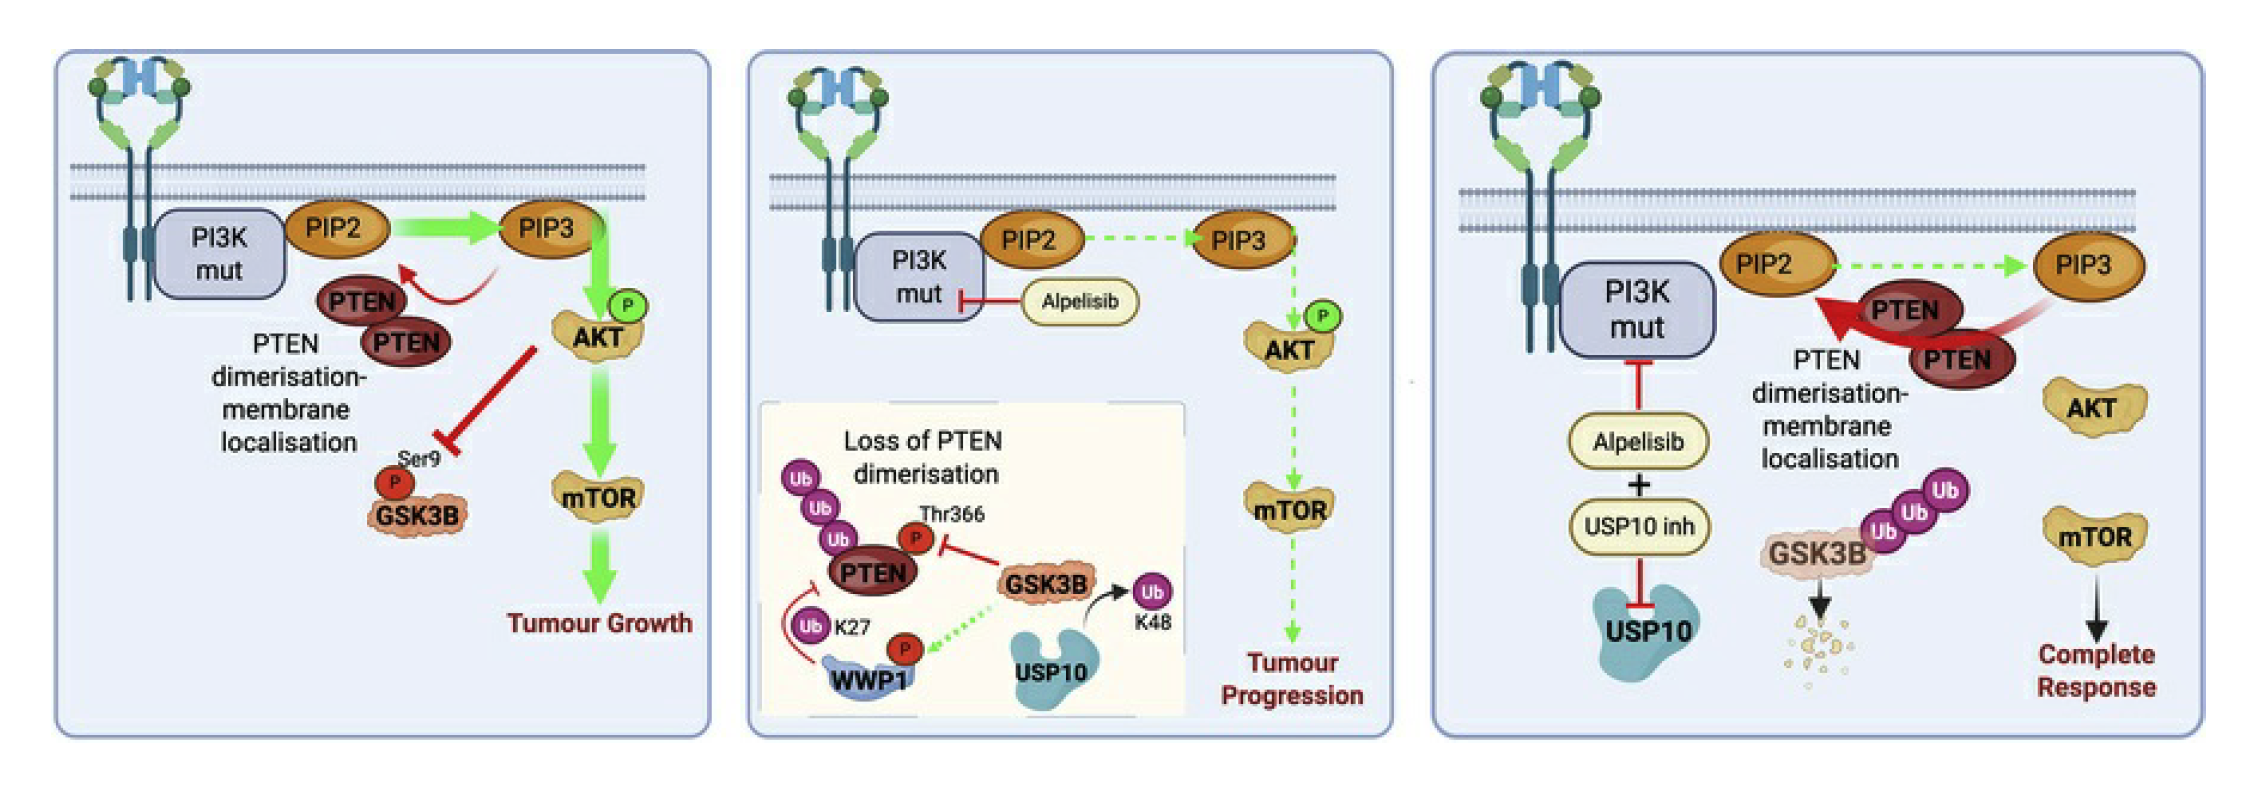 PI3K
mut
PIP2
PIP3
PTEN
PTEN
P
AKT
PTEN
dimerisation-
membrane
localisation
Ser9
P
GSK3B
mTOR
Tumour Growth
PI3K
mut
PIP2
PIP3
Alpelisib
P
AKT
mTOR
Tumour
Progression
Loss of PTEN
dimerisation
Ub
Ub
Ub
Thr366
P
PTEN
GSK3B
Ub
K48
Ub
K27
P
WWP1
USP10
PI3K
mut
PIP2
PIP3
PTEN
PTEN
PTEN
dimerisation-
membrane
localisation
AKT
Alpelisib
+
USP10 inh
USP10
Ub
Ub
Ub
GSK3B
mTOR
Complete
Response